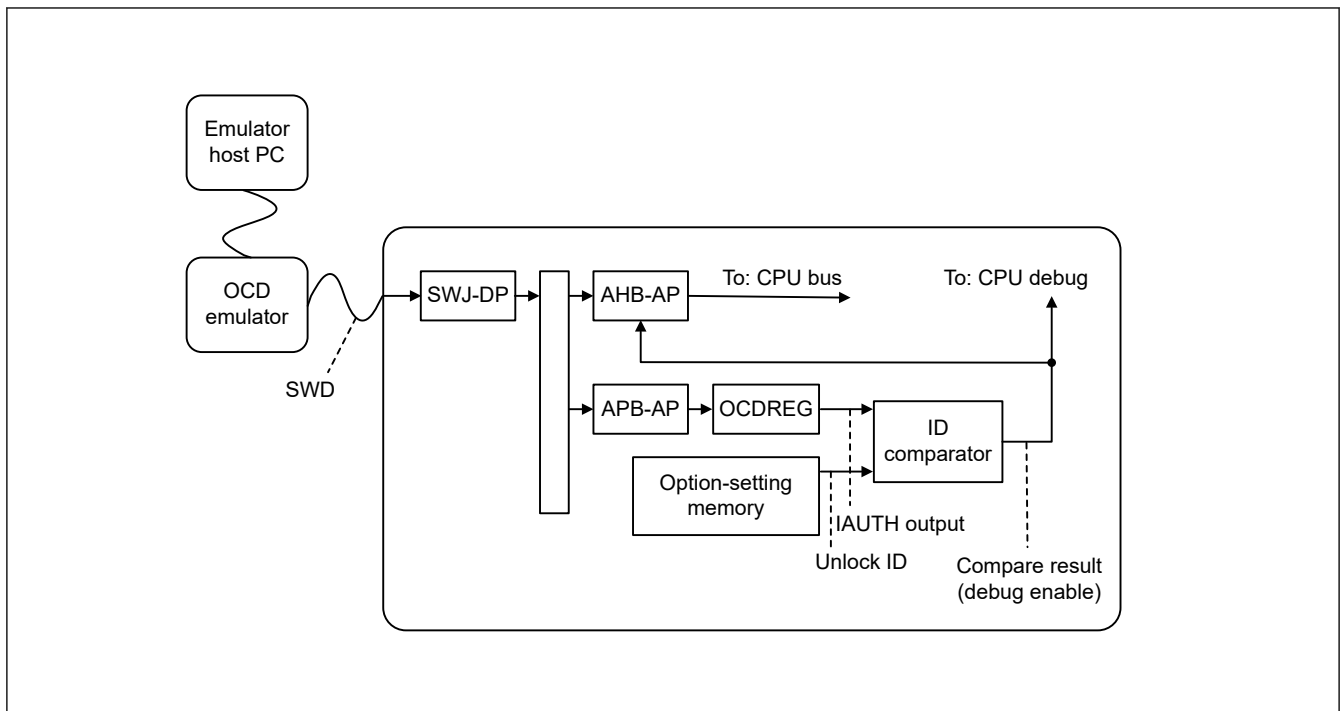 Emulator
host PC
OCD
emulator
SWD
SWJ-DP
AHB-AP
To: CPU bus
To: CPU debug
APB-AP
OCDREG
ID
comparator
Option-setting
memory
IAUTH output
Unlock ID
Compare result
(debug enable)